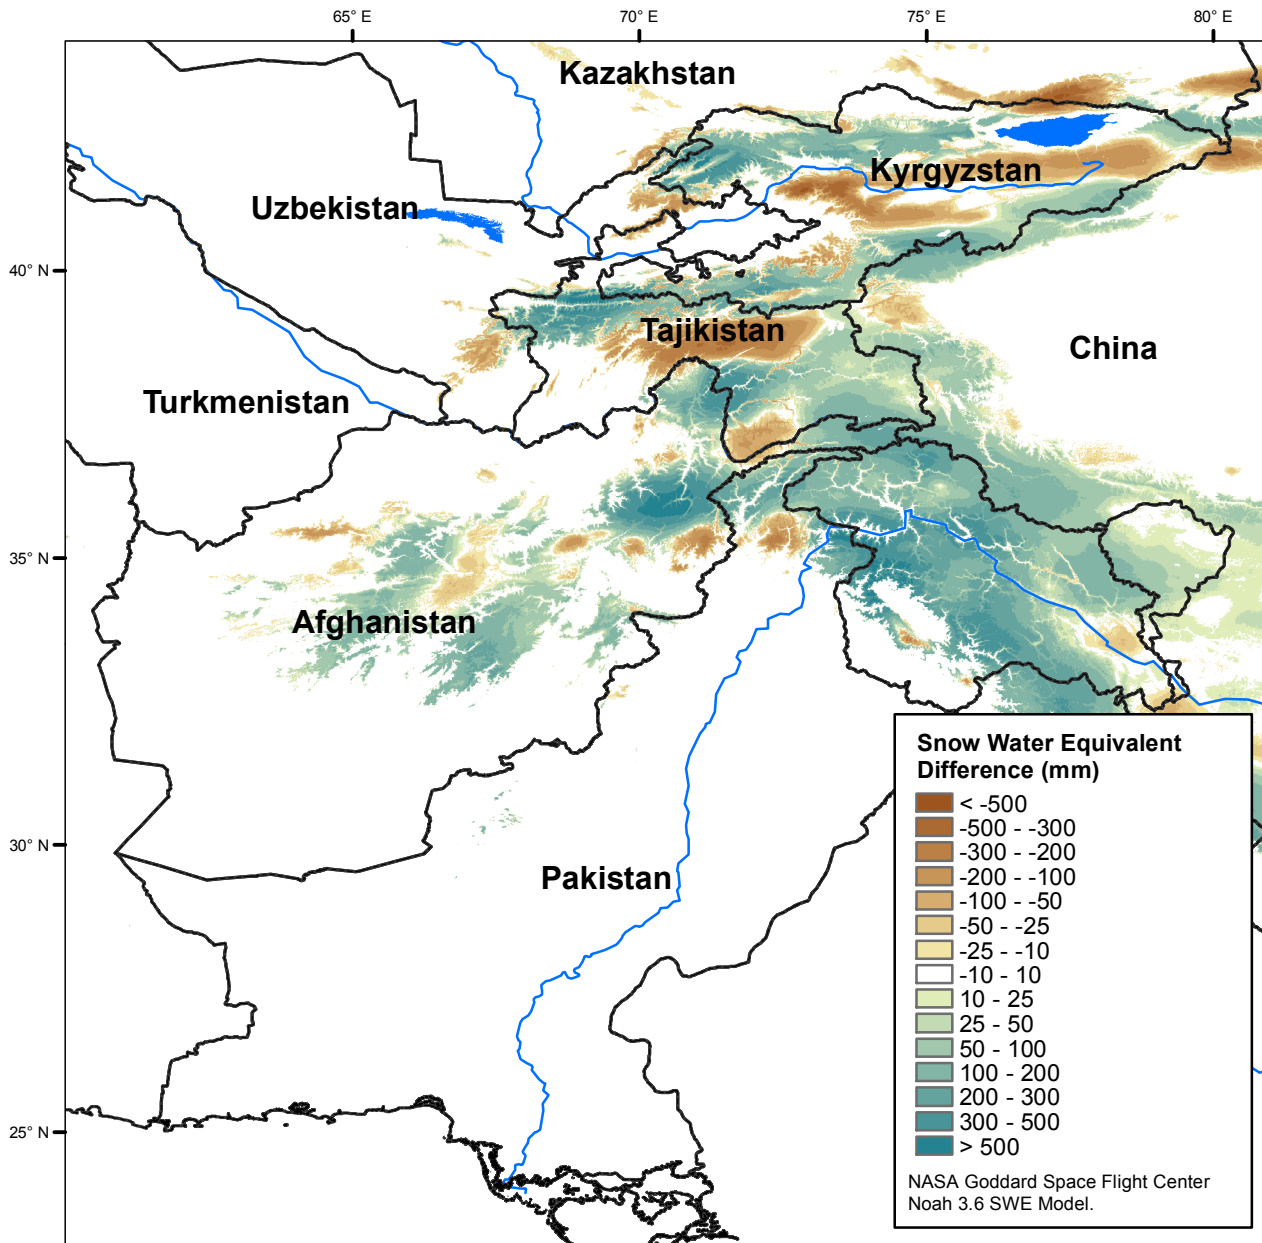 65° E
70° E
75° E
80° E
Kazakhstan
Kyrgyzstan
Uzbekistan
40° N
Tajikistan
China
Turkmenistan
35° N
Afghanistan
Snow Water Equivalent
Difference (mm)
< -500
-500 - -300
-300 - -200
-200 - -100
-100 - -50
-50 - -25
-25 - -10
-10 - 10
10 - 25
25 - 50
50 - 100
100 - 200
200 - 300
300 - 500
> 500
30° N
Pakistan
25° N
NASA Goddard Space Flight Center
Noah 3.6 SWE Model.